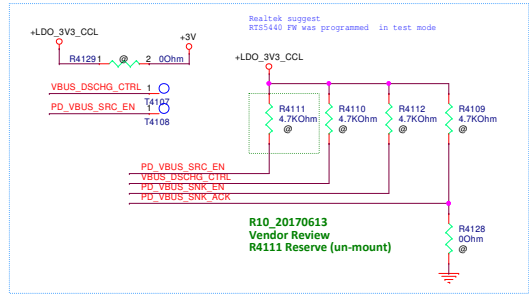 Realtek suggest
RTS5440 FW was programmed in test mode
+LDO_3V3_CCL
+3V
R41291
@
2
0Ohm
VBUS_DSCHG_CTRL
1
T4107
PD_VBUS_SRC_EN
1
T4108
+LDO_3V3_CCL
R4111
4.7KOhm
@
R4110
4.7KOhm
@
R4112
4.7KOhm
@
R4109
4.7KOhm
@
PD_VBUS_SRC_EN
VBUS_DSCHG_CTRL
PD_VBUS_SNK_EN
PD_VBUS_SNK_ACK
R10_20170613
Vendor Review
R4111 Reserve (un-mount)
R4128
0Ohm
@